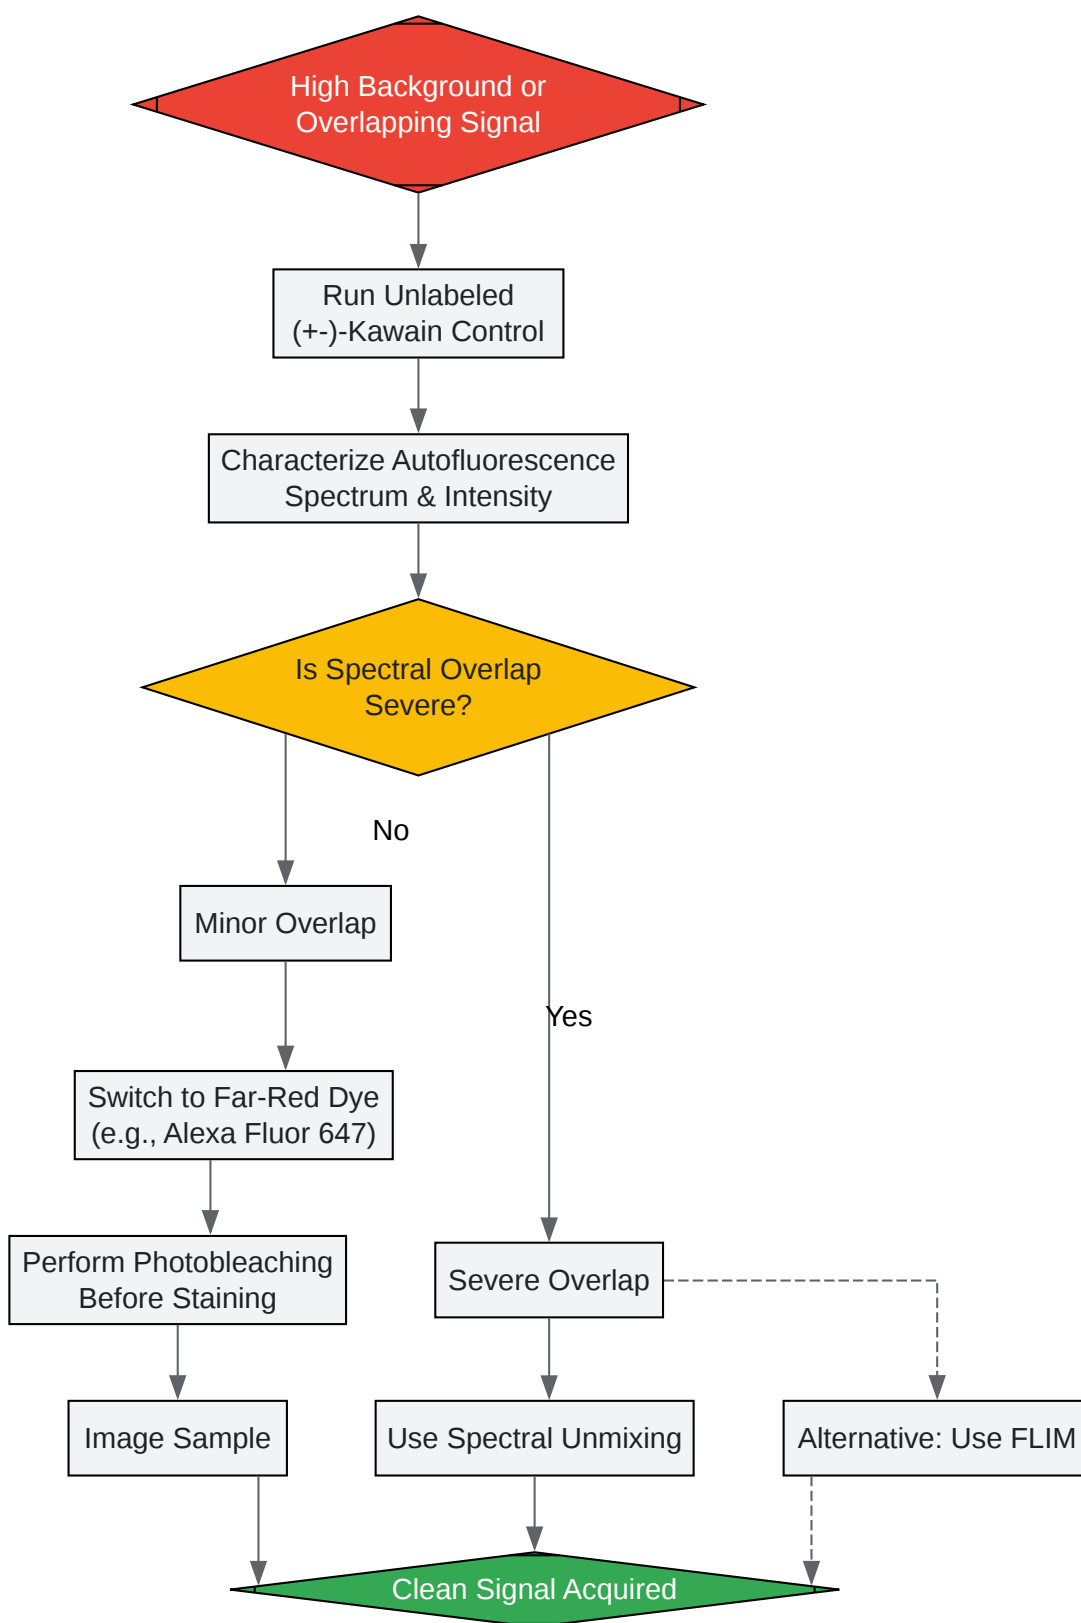 High Background or
Overlapping Signal
Run Unlabeled
(+-)-Kawain Control
Characterize Autofluorescence
Spectrum & Intensity
Is Spectral Overlap
Severe?
No
Minor Overlap
Yes
Switch to Far-Red Dye
(e.g., Alexa Fluor 647)
Perform Photobleaching
Before Staining
Severe Overlap
Image Sample
Use Spectral Unmixing
Alternative: Use FLIM
Clean Signal Acquired